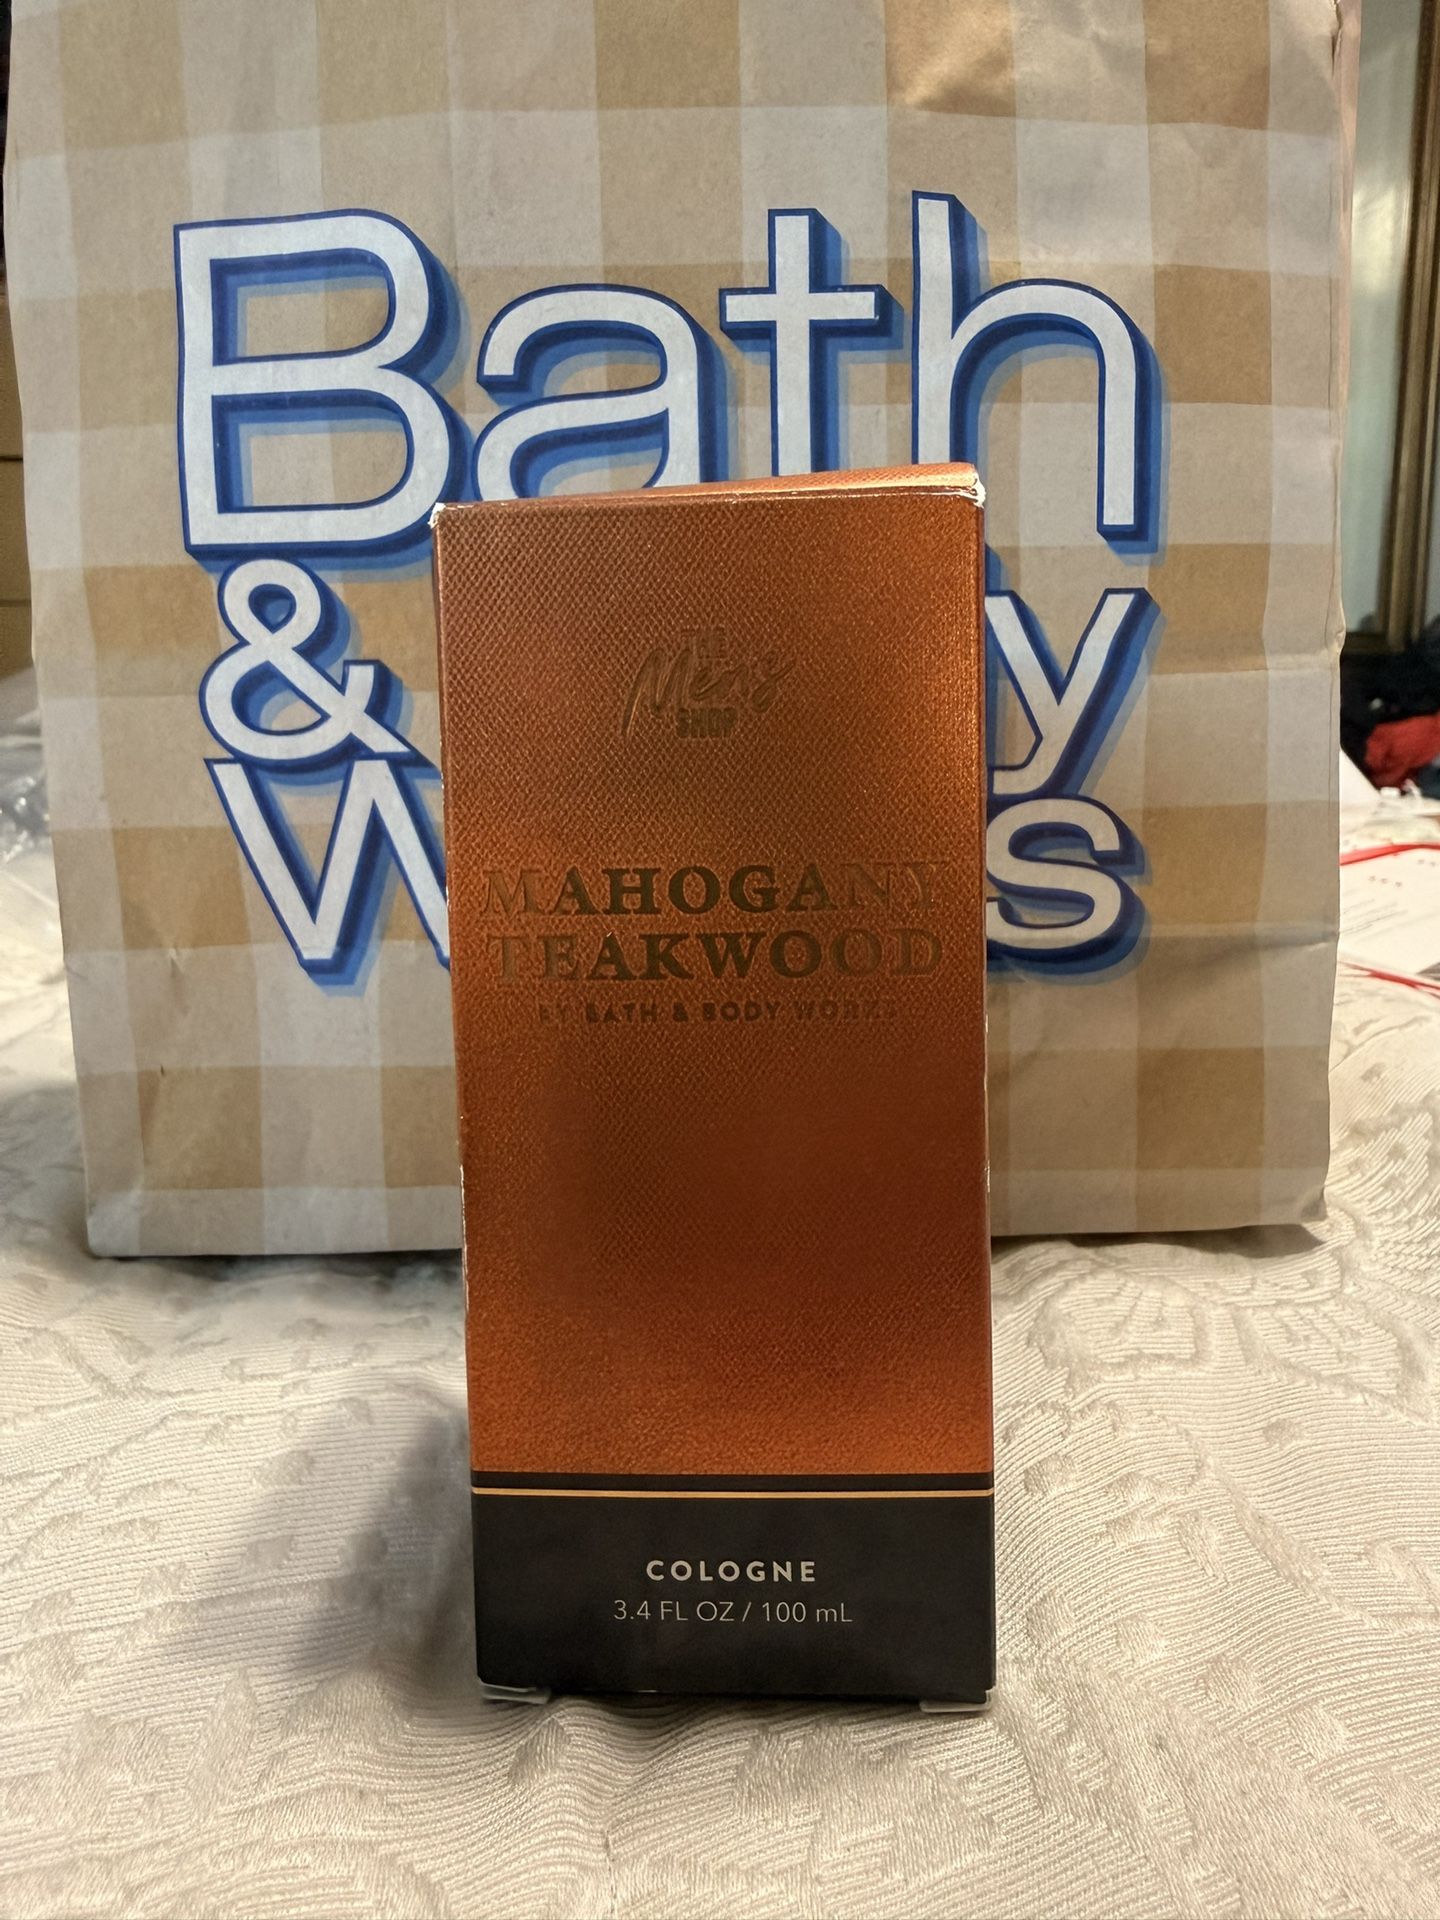 Bath
& y
W s
THE
Men's
SHOP
MAHOGANY
TEAKWOOD
BY BATH & BODY WORKS
COLOGNE
3.4 FL OZ / 100 mL